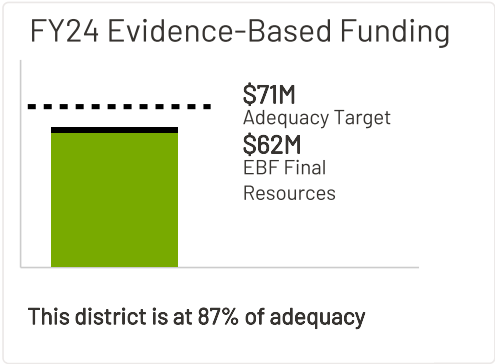 FY24 Evidence-Based Funding
$71M
Adequacy Target
$62M
EBF Final
Resources
This district is at 87% of adequacy